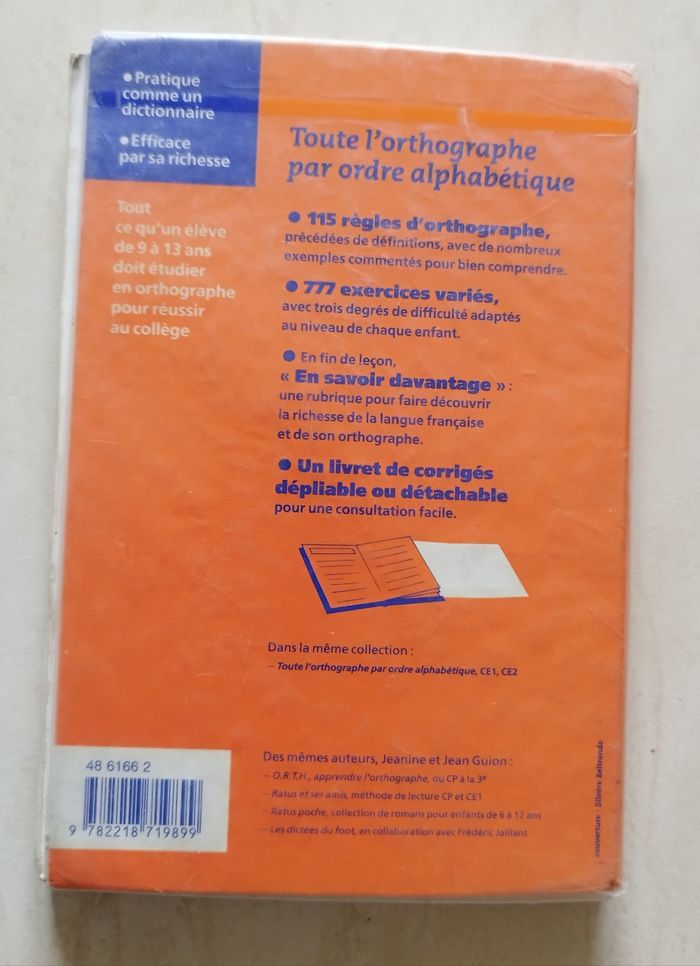 ● Pratique
comme un
dictionnaire
● Efficace
par sa richesse
Tout
ce qu'un élève
de 9 à 13 ans
doit étudier
en orthographe
pour réussir
au collège
Toute l'orthographe
par ordre alphabétique
● 115 règles d'orthographe,
précédées de définitions, avec de nombreux
exemples commentés pour bien comprendre.
● 777 exercices variés,
avec trois degrés de difficulté adaptés
au niveau de chaque enfant.
● En fin de leçon,
« En savoir davantage » :
une rubrique pour faire découvrir
la richesse de la langue française
et de son orthographe.
● Un livret de corrigés
dépliable ou détachable
pour une consultation facile.
Dans la même collection :
– Toute l'orthographe par ordre alphabétique, CE1, CE2
Des mêmes auteurs, Jeanine et Jean Guion :
– O.R.T.H., apprendre l'orthographe, du CP à la 3e
– Ratus et ses amis, méthode de lecture CP et CE1
– Ratus poche, collection de romans pour enfants de 6 à 12 ans
– Les dictées du foot, en collaboration avec Frédéric Jaillant
48 6166 2
9 782218 719899
couverture : Silvère Beltrando